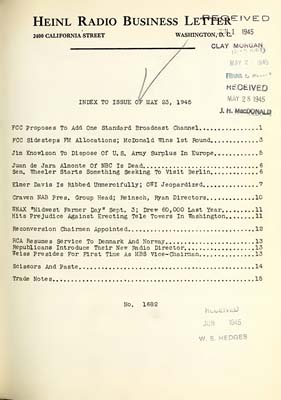 HEINL RADIO BUSINESS LETTER
RECEIVED
2400 CALIFORNIA STREET
WASHINGTON, D. C.
1945
CLAY MORGAN
MAY 1945
RECEIVED
MAY 28 1945
J. H. MacDONALD
INDEX TO ISSUE OF MAY 23, 1945
FCC Proposes To Add One Standard Broadcast Channel....1
FCC Sidesteps FM Allocations; McDonald Wins 1st Round....3
Jim Knowlson To Dispose Of U.S. Army Surplus In Europe....5
Juan de Jara Almonte Of NBC Is Dead....6
Sen. Wheeler Starts Something Seeking To Visit Berlin....6
Elmer Davis Is Ribbed Unmercifully; OWI Jeopardized....7
Craven NAB Pres. Group Head; Reinsch, Ryan Directors....10
WNAX "Midwest Farmer Day" Sept. 3; Drew 60,000 Last Year....11
Hits Prejudice Against Erecting Tele Towers In Washington....11
Reconversion Chairmen Appointed....12
RCA Resumes Service To Denmark And Norway....13
Republicans Introduce Their New Radio Director....13
Weiss Presides For First Time As MBS Vice-Chairman....13
Scissors And Paste....14
Trade Notes....15
No. 1682
RECEIVED
JUN 1945
W. S. HEDGES